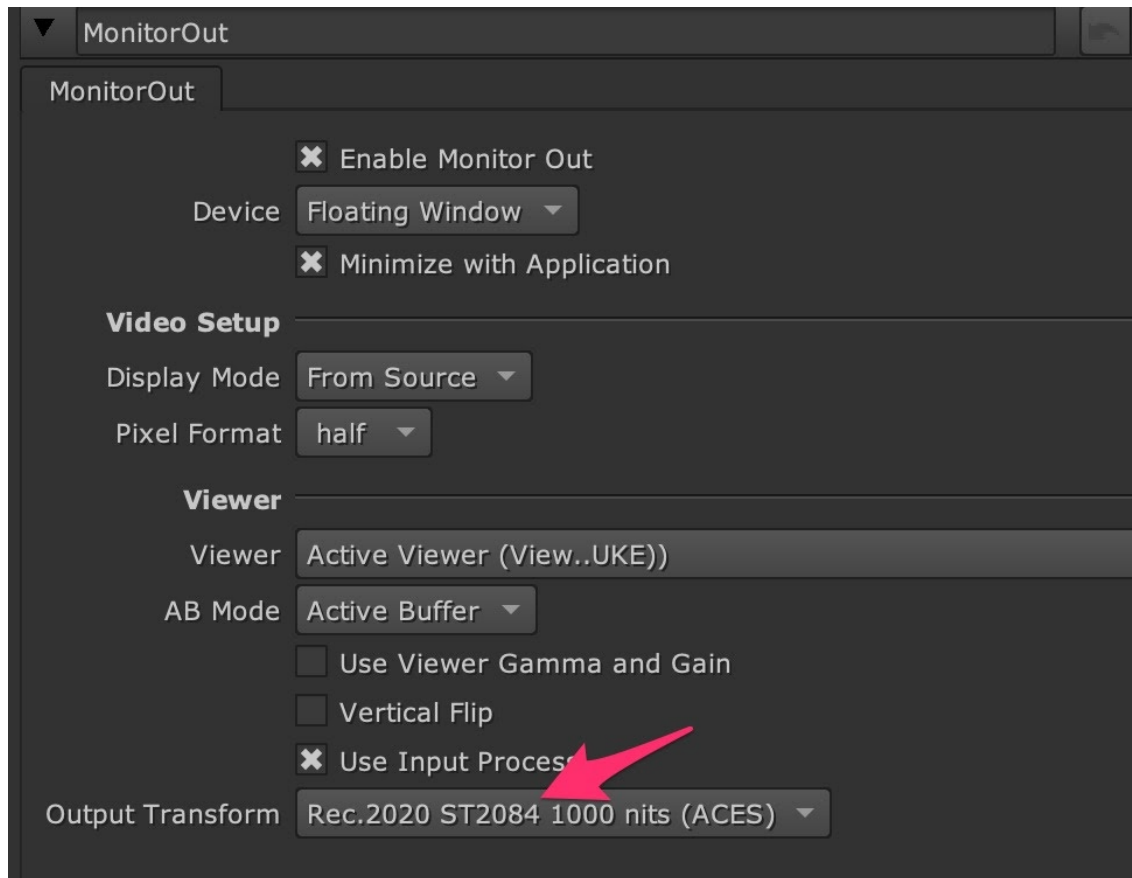 MonitorOut
MonitorOut
Enable Monitor Out
Device Floating Window
Minimize with Application
Video Setup
Display Mode From Source
Pixel Format half
Viewer
Viewer Active Viewer (View..UKE))
AB Mode Active Buffer
Use Viewer Gamma and Gain
Vertical Flip
Use Input Process
Output Transform Rec.2020 ST2084 1000 nits (ACES)